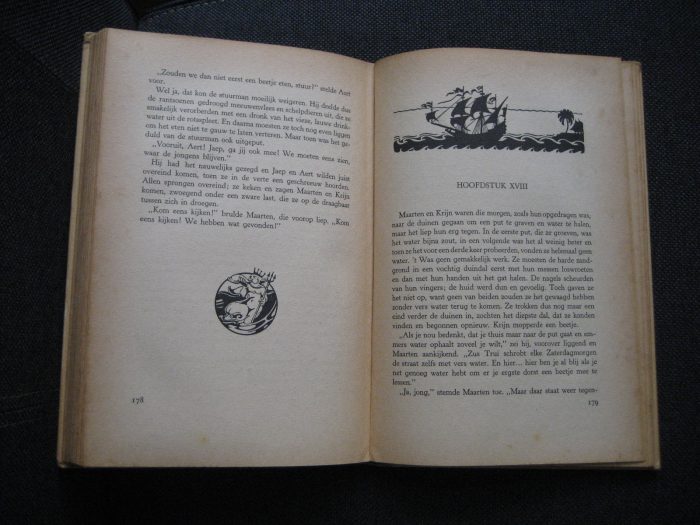 „Zouden we dan niet eerst een beetje eten, stuur?” stelde Aert
voor.
Wel ja, dat kon de stuurman moeilijk weigeren. Hij deelde dus
de rantsoenen gedroogd meeuwenvlees en schelpdieren uit, die ze
smakelijk verorberden met een dronk van het vieze, lauwe drink-
water uit de rotasplaet. En daarna moesten ze toch nog even liggen
om het eten niet te gauw te laten verteren. Maar toen was het ge-
duld van de stuurman ook uitgeput.
„Vooruit, Aert! Jaep, ga jij ook mee! We moeten eens zien,
waar de jongens blijven.”
Hij had het nauwelijks gezegd en Jaep en Aert wilden juist
overeind komen, toen ze in de verte een geschreeuw hoorden.
Allen sprongen overeind; ze keken en zagen Maarten en Krijn
komen, zwoegend onder een zware last, die ze op de draagbaar
tussen zich in droegen.
„Kom eens kijken!” brulde Maarten, die voorop liep. „Kom
eens kijken! We hebben wat gevonden!”
178
HOOFDSTUK XVIII
Maarten en Krijn waren die morgen, zoals hun opgedragen was,
naar de duinen gegaan om een put te graven en water te halen,
maar het liep hun erg tegen. In de eerste put, die ze groeven, was
het water bijna zout, in een volgende was het al weinig beter en
toen ze het voor een derde keer probeerden, vonden ze helemaal geen
water. ’t Was geen gemakkelijk werk. Ze moesten de harde zand-
grond in een vochtig duindal eerst met hun messen loswroeten
en dan met hun handen uit het gat halen. De nagels scheurden
van hun vingers; de huid werd dun en gevoelig. Toch gaven ze
het niet op, want geen van beiden zouden ze het gewaagd hebben
zonder vers water terug te komen. Ze trokken dus nog maar een
eind verder de duinen in, zochten het diepste dal, dat ze konden
vinden en begonnen opnieuw. Krijn mopperde een beetje.
„Als je nou bedenkt, dat je thuis maar naar de put gaat en em-
mers water ophaalt zoveel je wilt,” zei hij, voorover liggend en
Maarten aankijkend. „Zus Trui schrobt elke Zaterdagmorgen
de straat zelfs met vers water. En hier... hier ben je al blij als je
net genoeg water hebt om er je ergste dorst een beetje mee te
lessen.”
„Ja, jong,” stemde Maarten toe. „Maar daar staat weer tegen-
179